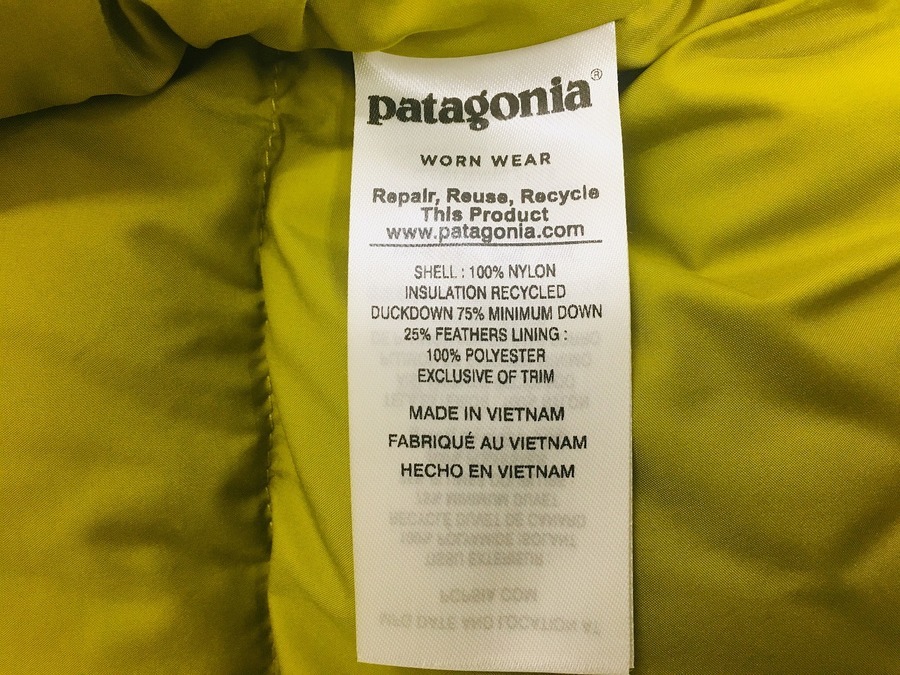 patagonia®
WORN WEAR
Repair, Reuse, Recycle
This Product
www.patagonia.com
SHELL : 100% NYLON
INSULATION RECYCLED
DUCKDOWN 75% MINIMUM DOWN
25% FEATHERS LINING :
100% POLYESTER
EXCLUSIVE OF TRIM
MADE IN VIETNAM
FABRIQUÉ AU VIETNAM
HECHO EN VIETNAM